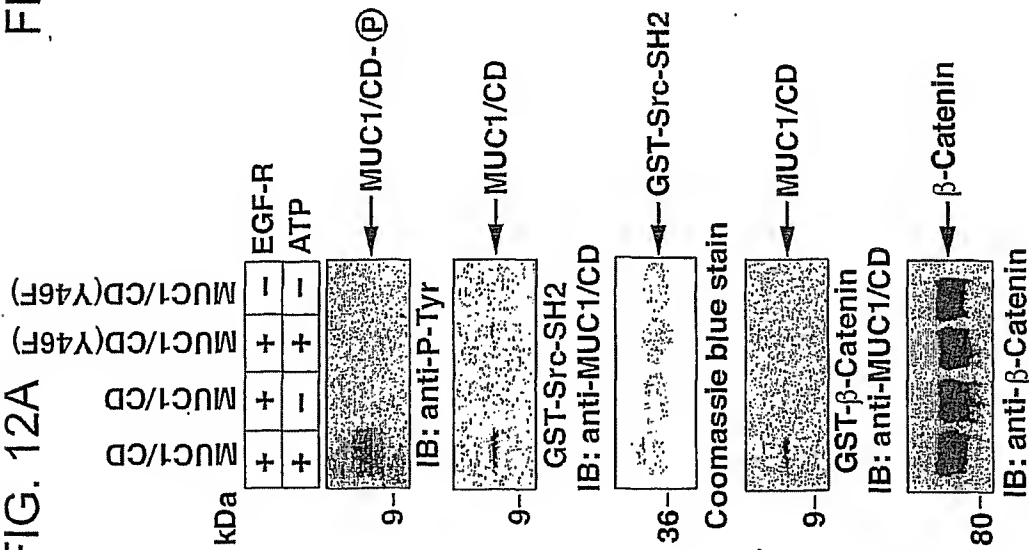 FIG. 12A
FI
MUC1/CD
MUC1/CD
MUC1/CD(Y46F)
MUC1/CD(Y46F)
kDa
+ + + − EGF-R
+ − + − ATP
9- MUC1/CD-Ⓟ
IB: anti-P-Tyr
9- MUC1/CD
GST-Src-SH2
IB: anti-MUC1/CD
36- GST-Src-SH2
Coomassie blue stain
9- MUC1/CD
GST-β-Catenin
IB: anti-MUC1/CD
80- β-Catenin
IB: anti-β-Catenin